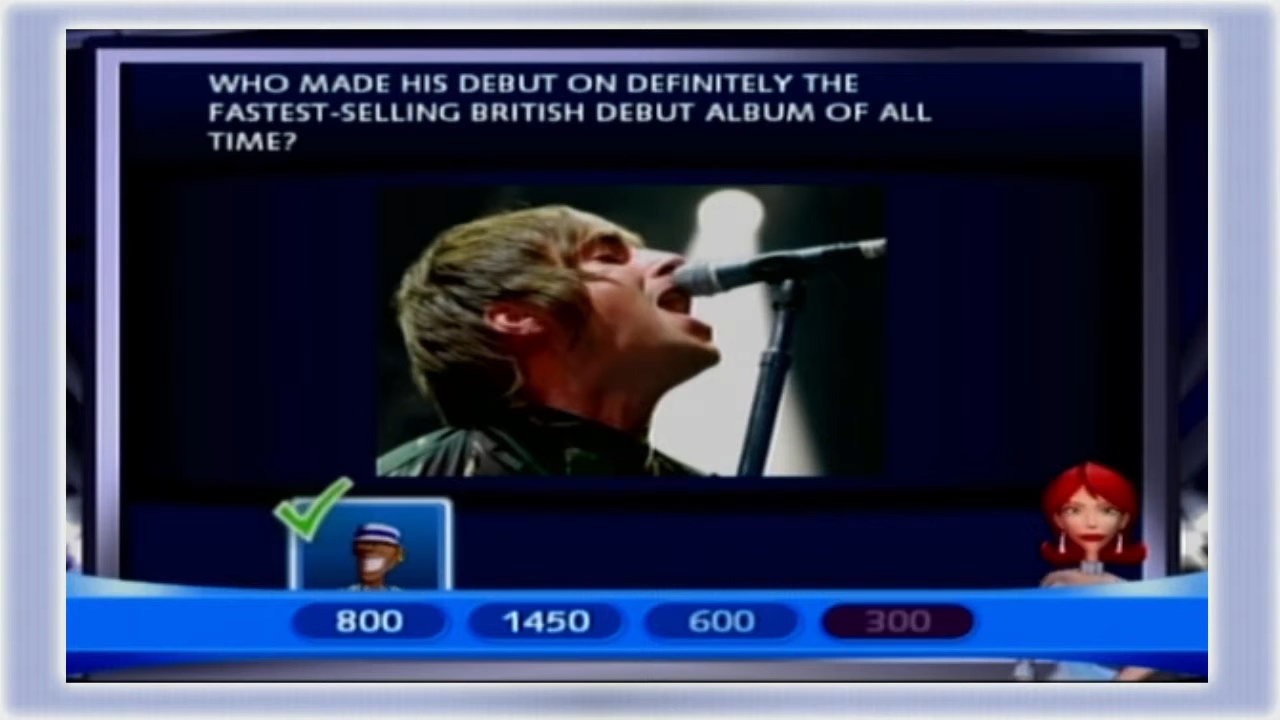 WHO MADE HIS DEBUT ON DEFINITELY THE
FASTEST-SELLING BRITISH DEBUT ALBUM OF ALL
TIME?
800 1450 600 300